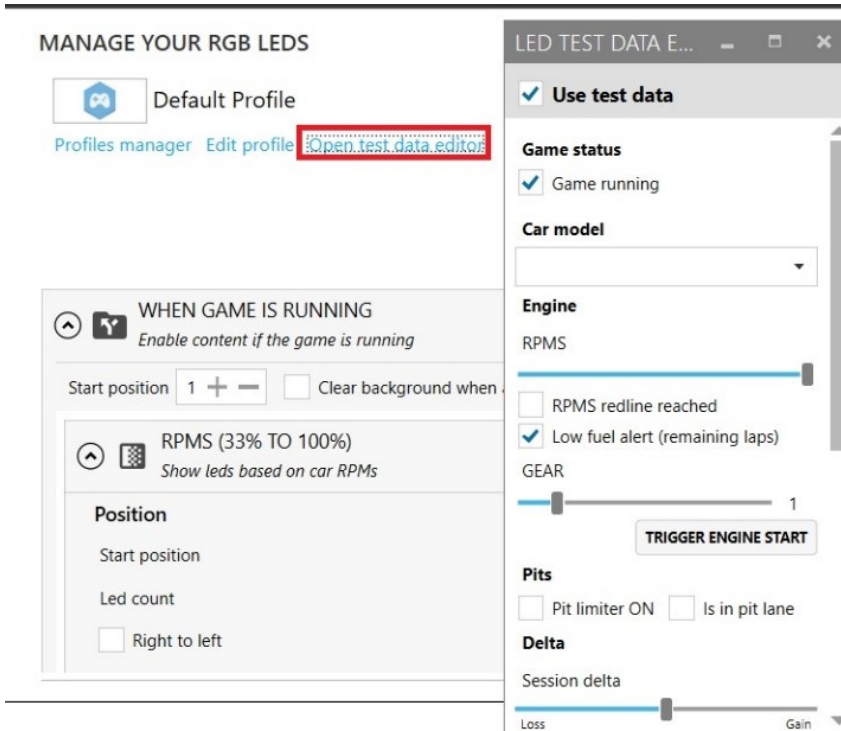 MANAGE YOUR RGB LEDS
Default Profile
Profiles manager Edit profile Open test data editor
WHEN GAME IS RUNNING
Enable content if the game is running
Start position 1 Clear background when
RPMS (33% TO 100%)
Show leds based on car RPMs
Position
Start position
Led count
Right to left
LED TEST DATA E...
Use test data
Game status
Game running
Car model
Engine
RPMS
RPMS redline reached
Low fuel alert (remaining laps)
GEAR
1
TRIGGER ENGINE START
Pits
Pit limiter ON Is in pit lane
Delta
Session delta
Loss Gain